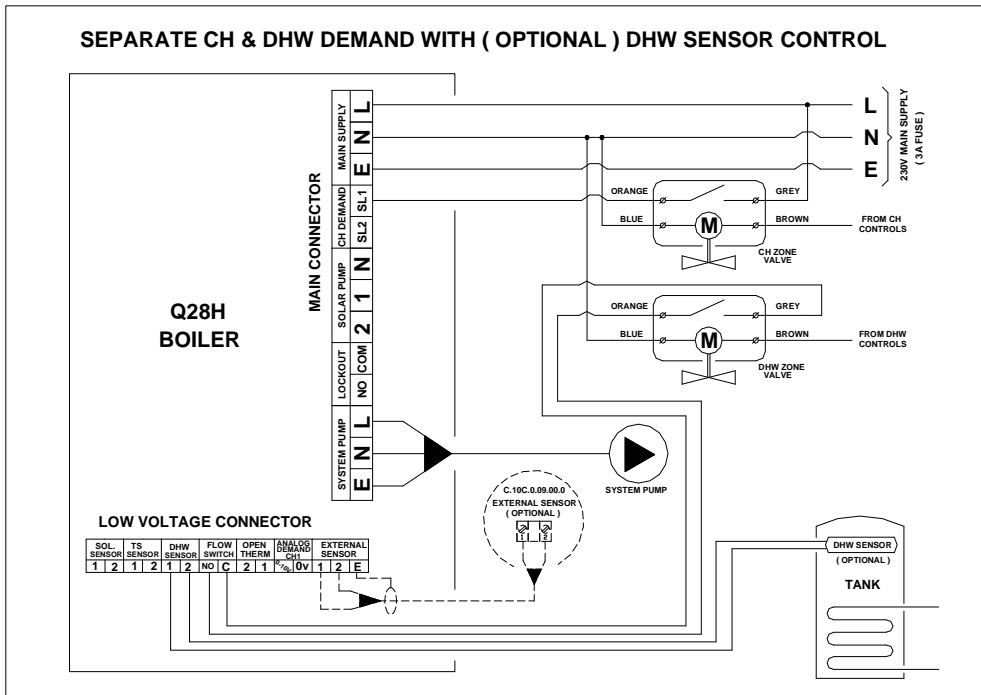 SEPARATE CH & DHW DEMAND WITH ( OPTIONAL ) DHW SENSOR CONTROL
Q28H
BOILER
MAIN CONNECTOR
MAIN SUPPLY
L
N
E
CH DEMAND
SL1
SL2
SOLAR PUMP
N
1
2
LOCKOUT
COM
NO
SYSTEM PUMP
L
N
E
L
N
E
230V MAIN SUPPLY
( 3A FUSE )
ORANGE
GREY
BLUE
M
BROWN
FROM CH
CONTROLS
CH ZONE
VALVE
ORANGE
GREY
BLUE
M
BROWN
FROM DHW
CONTROLS
DHW ZONE
VALVE
SYSTEM PUMP
C.10C.0.09.00.0
EXTERNAL SENSOR
( OPTIONAL )
1 2
LOW VOLTAGE CONNECTOR
SOL.
SENSOR
1 2
TS
SENSOR
1 2
DHW
SENSOR
1 2
FLOW
SWITCH
NO C
OPEN
THERM
2 1
ANALOG
DEMAND
CH1
0-10V 0v
EXTERNAL
SENSOR
1 2 E
DHW SENSOR
( OPTIONAL )
TANK